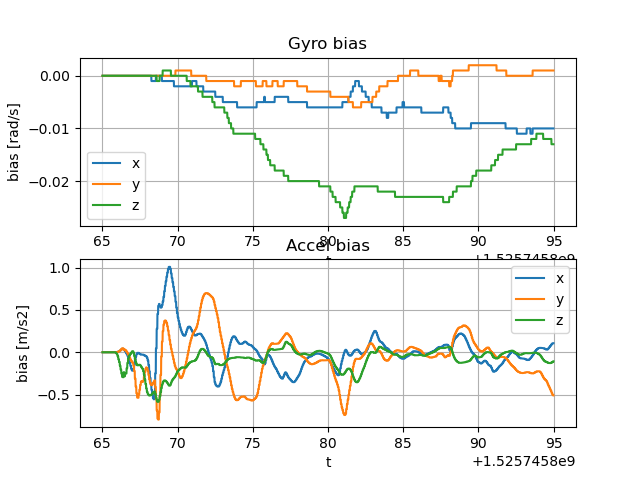 Gyro bias
bias [rad/s]
0.00
−0.01
−0.02
x
y
z
65 70 75 80 85 90 95
t
+1.5257458e9
Accel bias
bias [m/s2]
1.0
0.5
0.0
−0.5
x
y
z
65 70 75 80 85 90 95
t
+1.5257458e9